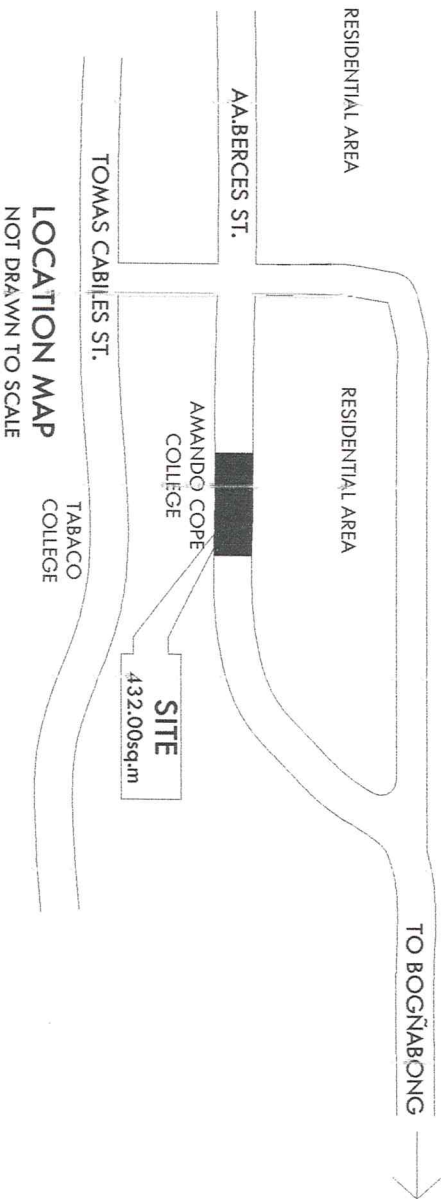 RESIDENTIAL AREA
A.A.BERCES ST.
RESIDENTIAL AREA
TO BOGÑABONG
AMANDO COPE
COLLEGE
TOMAS CABILES ST.
SITE
432.00sq.m
TABACO
COLLEGE
LOCATION MAP
NOT DRAWN TO SCALE